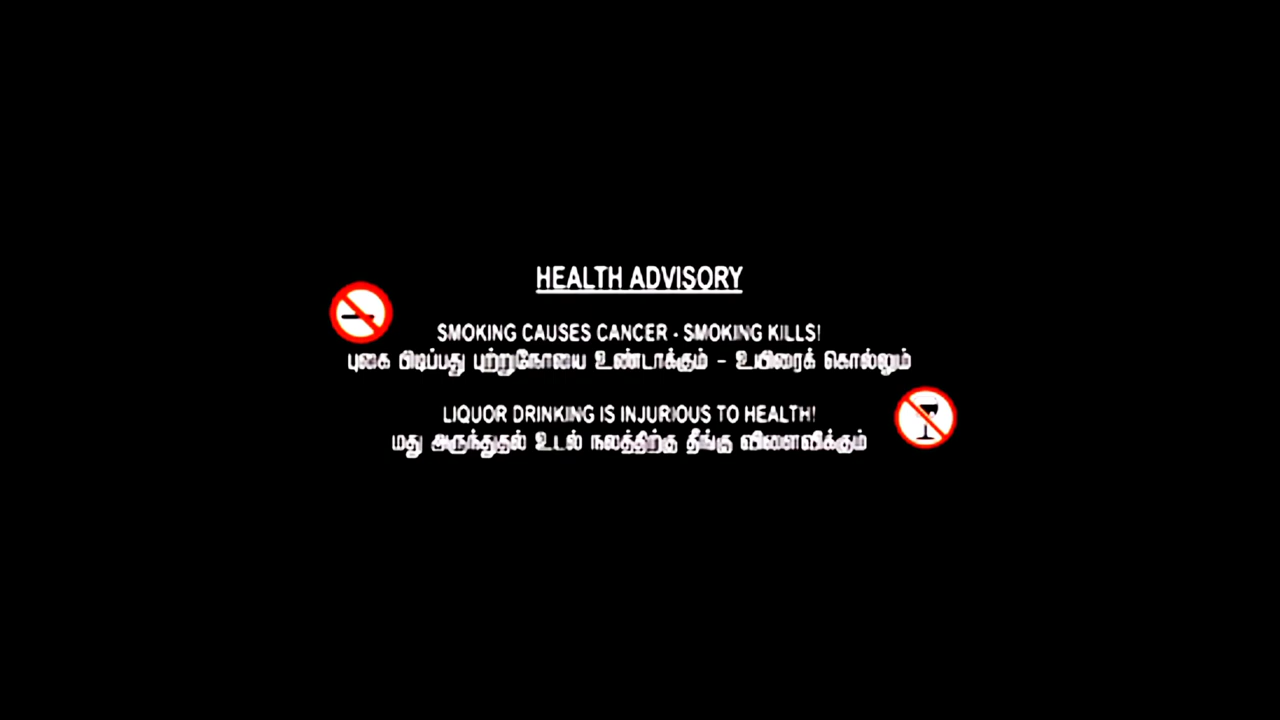 HEALTH ADVISORY
SMOKING CAUSES CANCER - SMOKING KILLS!
புகை பிடிப்பது புற்றுநோயை உண்டாக்கும் - உயிரைக் கொல்லும்
LIQUOR DRINKING IS INJURIOUS TO HEALTH!
மது அருந்துதல் உடல் நலத்திற்கு தீங்கு விளைவிக்கும்